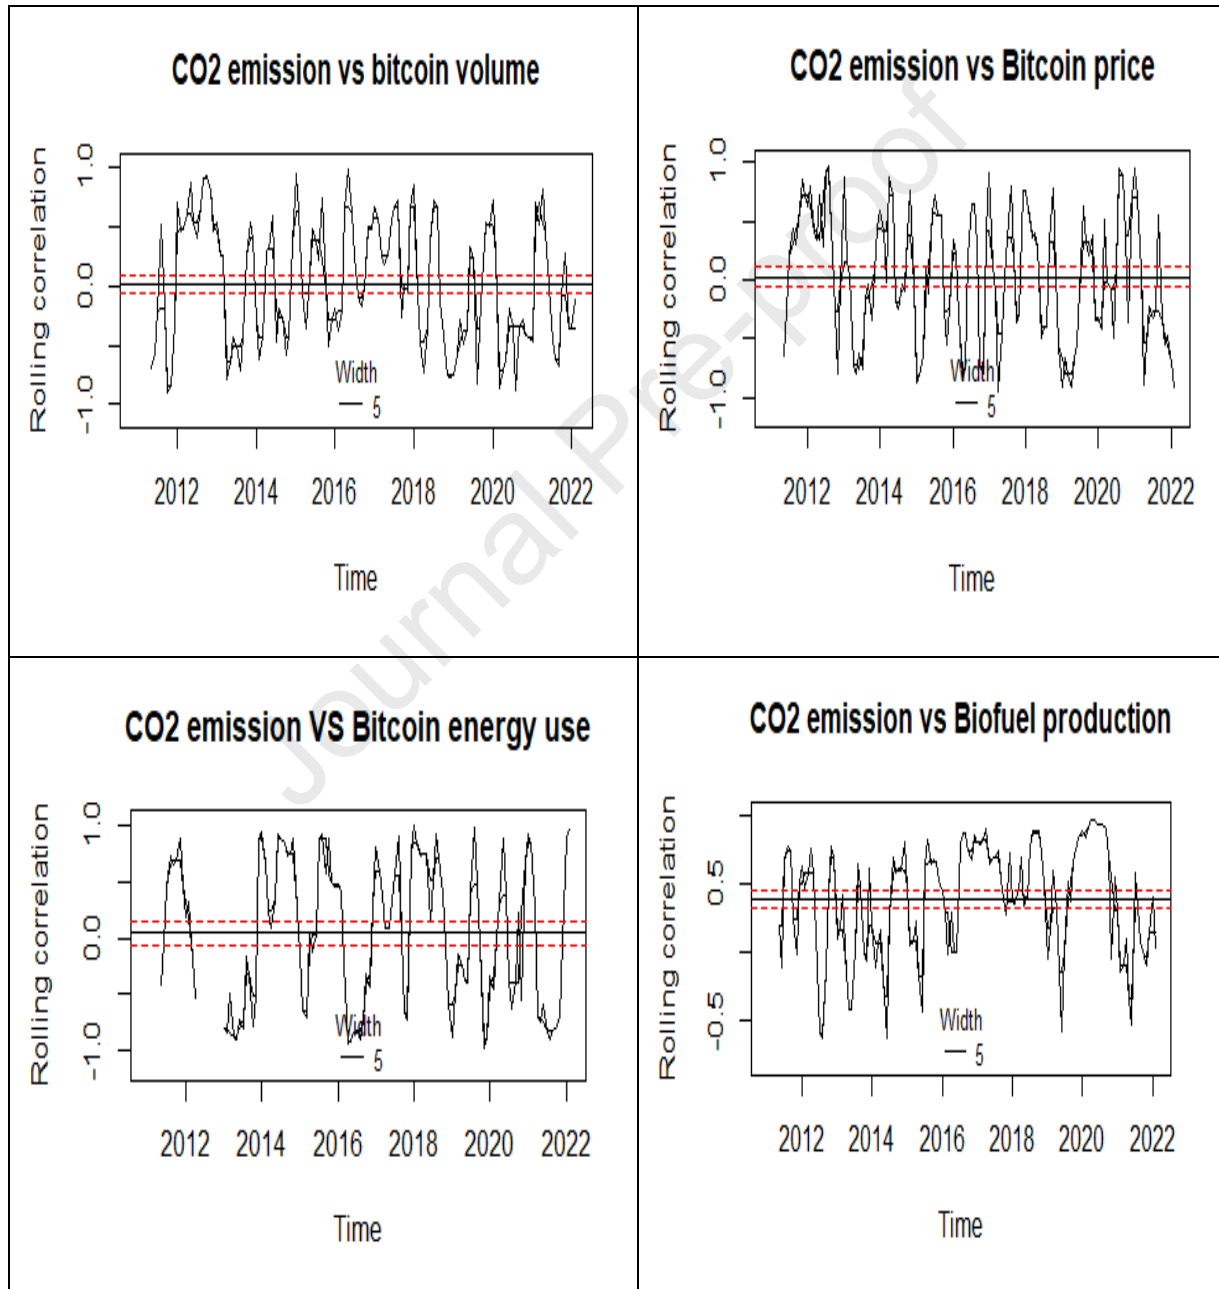 CO2 emission vs bitcoin volume
Rolling correlation
1.0
0.0
-1.0
Width
5
2012 2014 2016 2018 2020 2022
Time
CO2 emission vs Bitcoin price
Rolling correlation
1.0
0.0
-1.0
Width
5
2012 2014 2016 2018 2020 2022
Time
CO2 emission VS Bitcoin energy use
Rolling correlation
1.0
0.0
-1.0
Width
5
2012 2014 2016 2018 2020 2022
Time
CO2 emission vs Biofuel production
Rolling correlation
0.5
-0.5
Width
5
2012 2014 2016 2018 2020 2022
Time
Journal Pre-proof